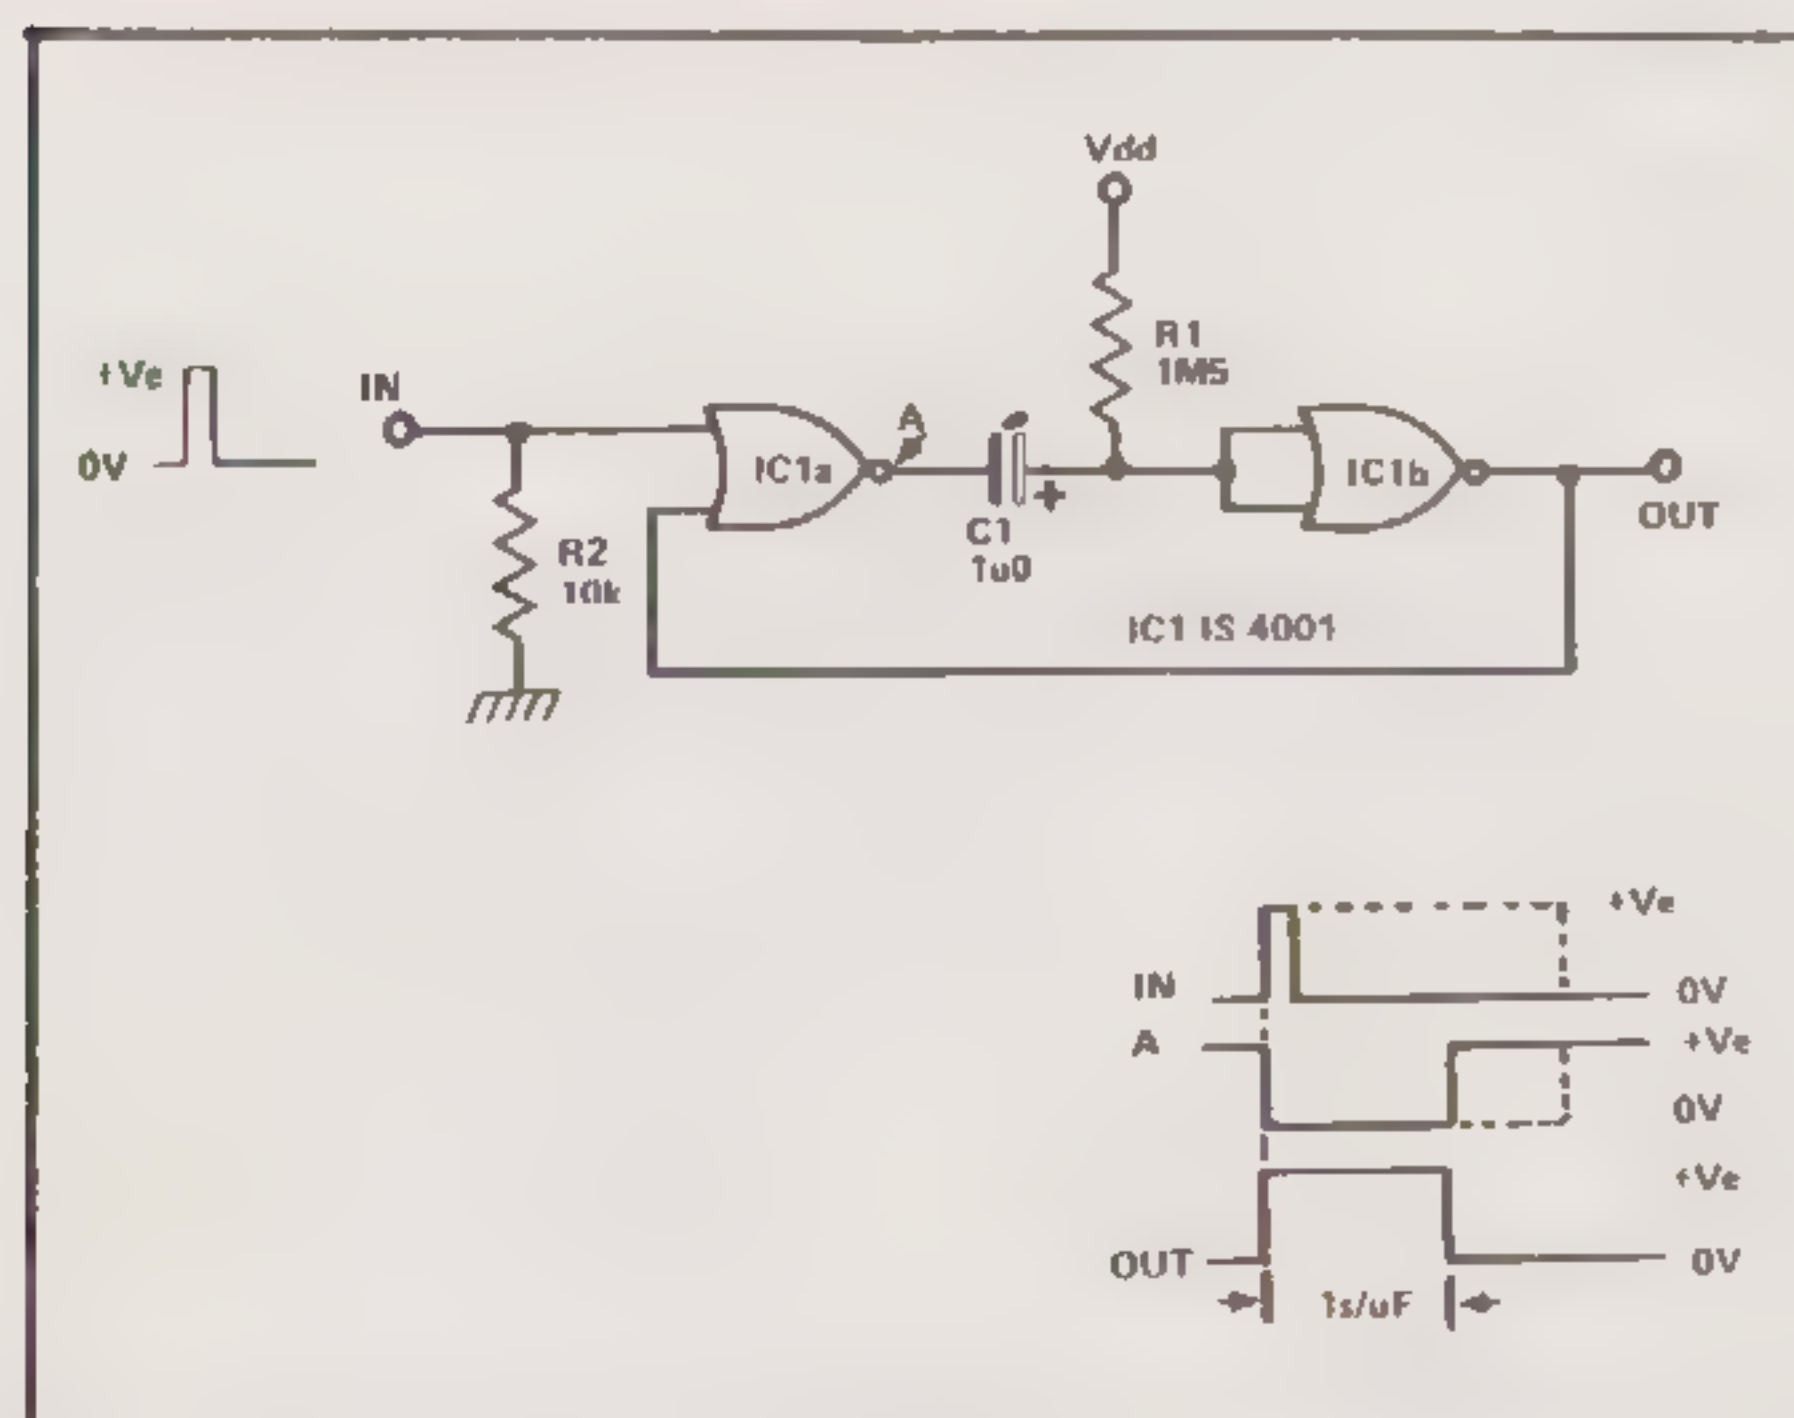 Vdd
R1
1M5
+Ve
0V
IN
A
IC1a
C1
1u0
+
IC1b
OUT
R2
10k
IC1 IS 4001
+Ve
IN
0V
A
+Ve
0V
+Ve
OUT
0V
1s/uF